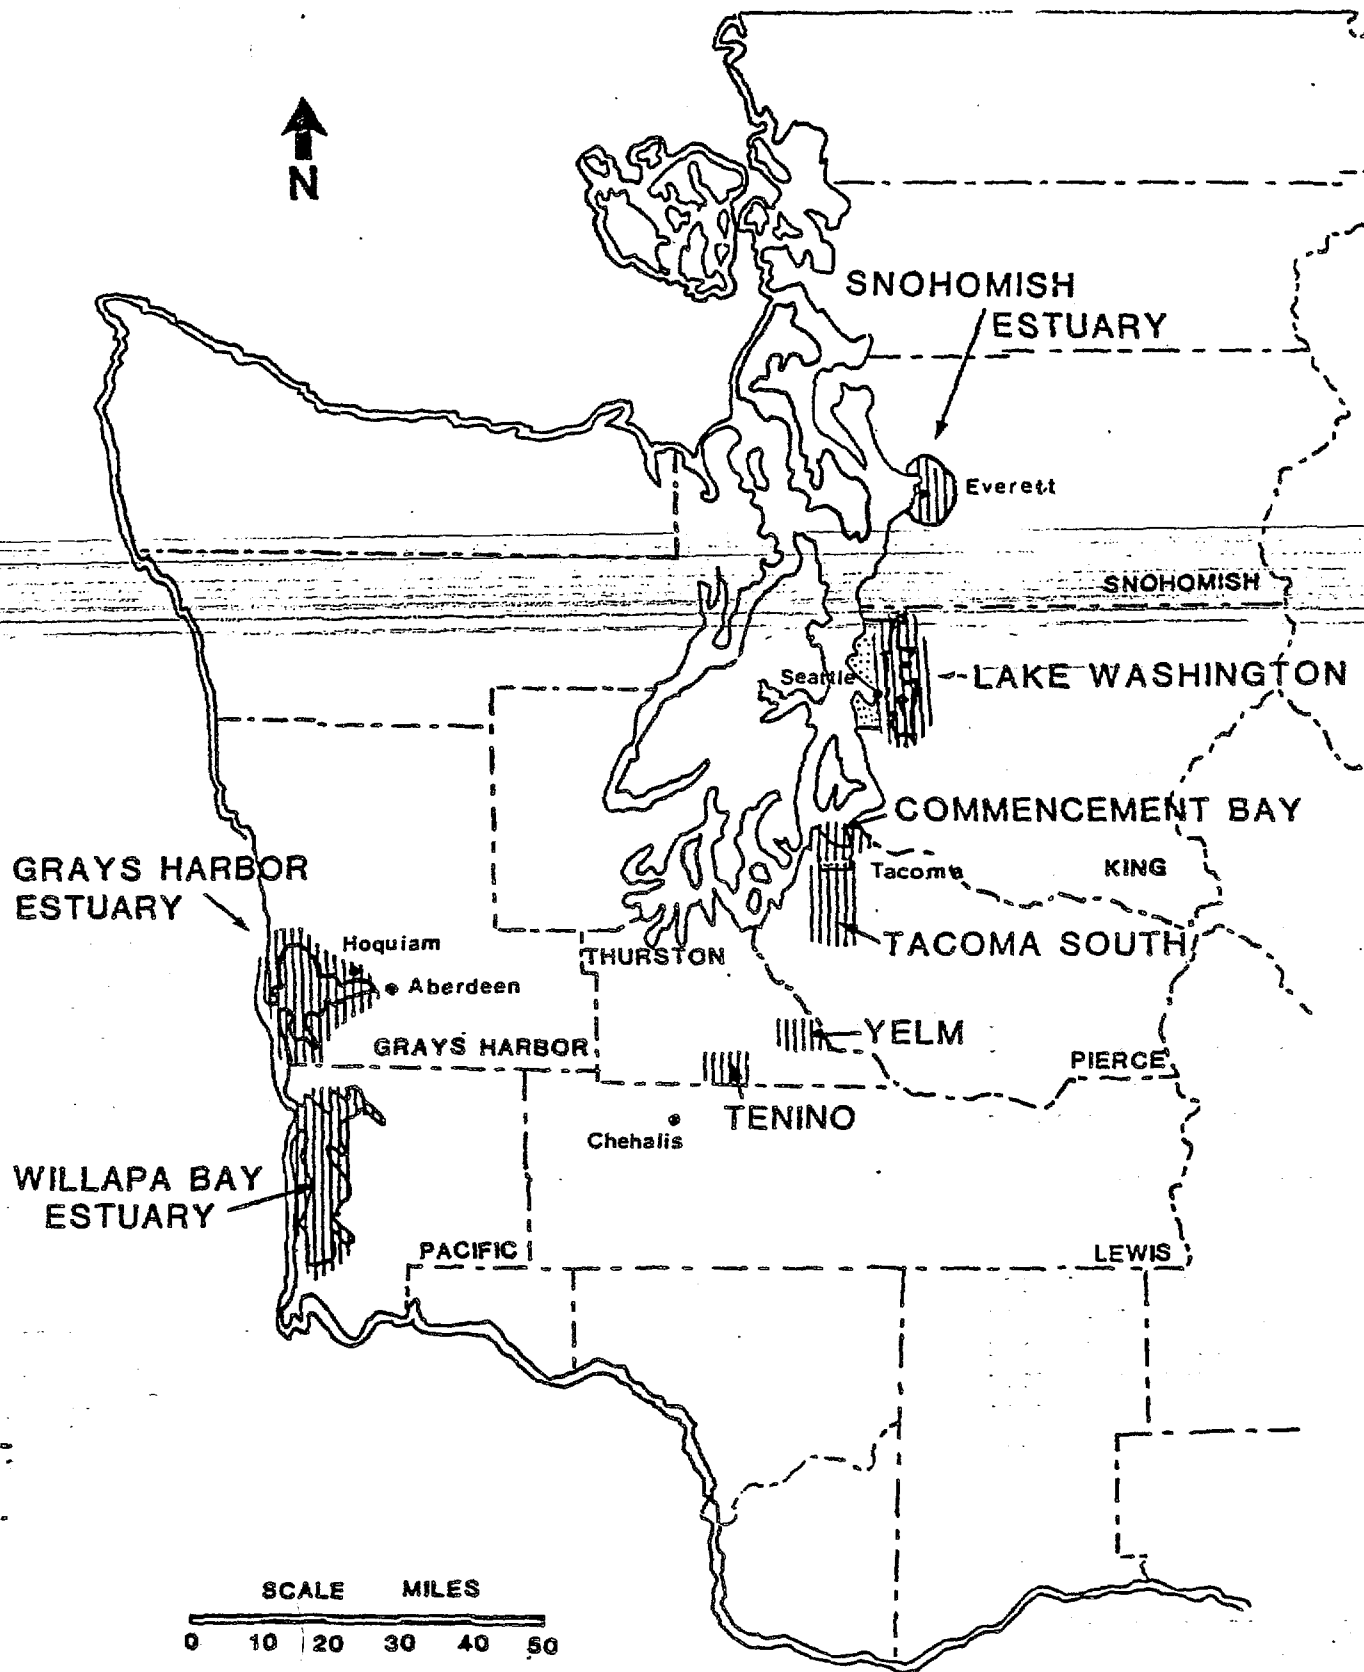 N
SNOHOMISH
ESTUARY
Everett
SNOHOMISH
Seattle
LAKE WASHINGTON
COMMENCEMENT BAY
Tacoma
KING
GRAYS HARBOR
ESTUARY
Hoquiam
Aberdeen
THURSTON
TACOMA SOUTH
GRAYS HARBOR
YELM
PIERCE
TENINO
Chehalis
WILLAPA BAY
ESTUARY
PACIFIC
LEWIS
SCALE MILES
0 10 20 30 40 50